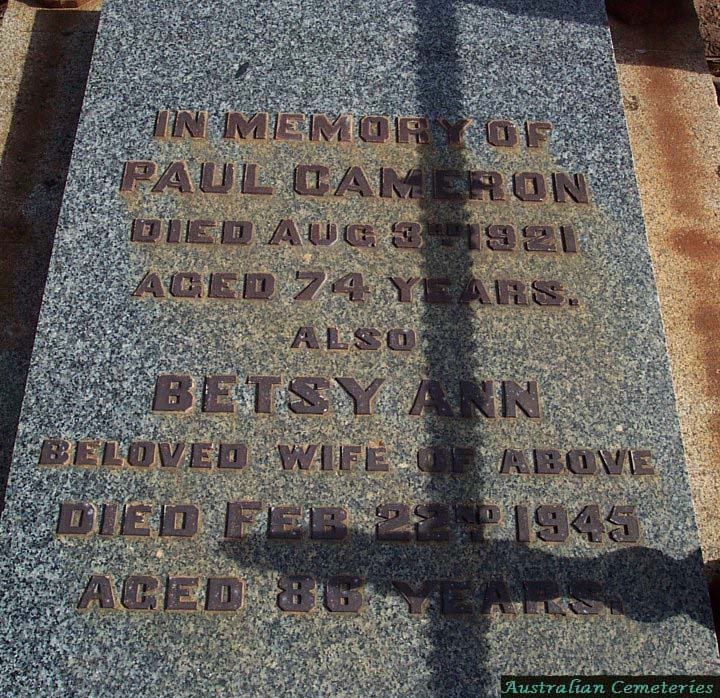 IN MEMORY OF
PAUL CAMERON
DIED AUG 3RD 1921
AGED 74 YEARS.
ALSO
BETSY ANN
BELOVED WIFE OF ABOVE
DIED FEB 22ND 1945
AGED 86 YEARS.
Australian Cemeteries